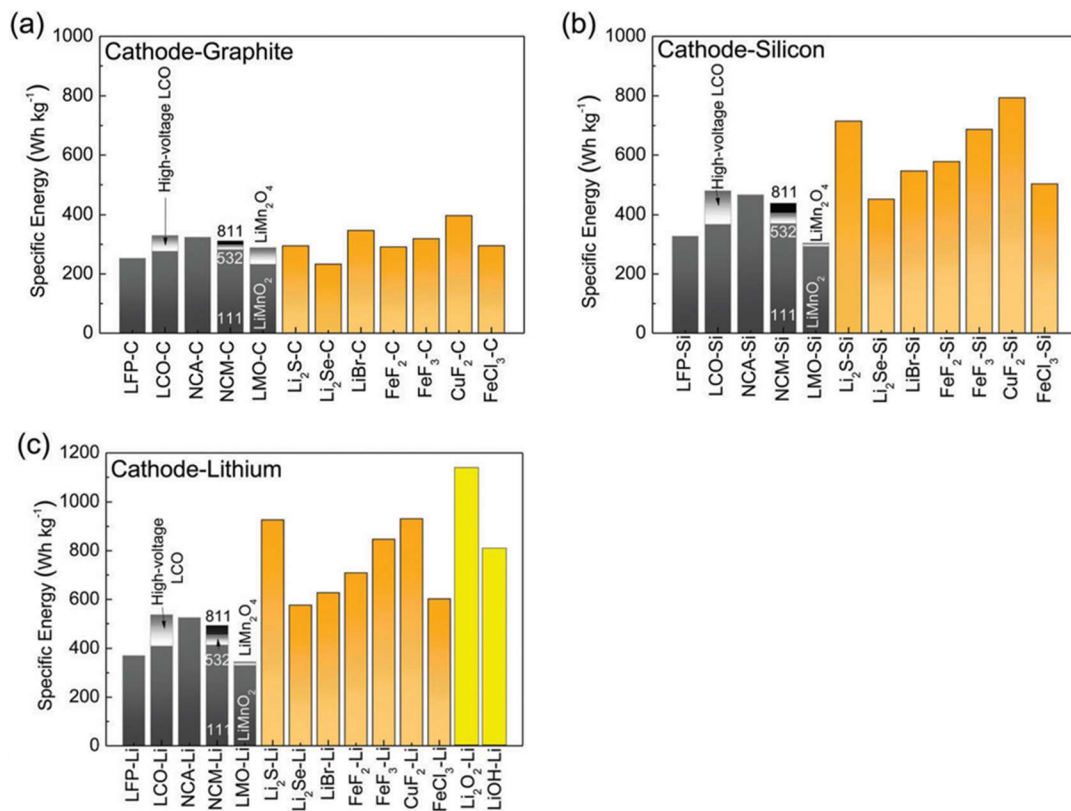 (a)
Cathode-Graphite
Specific Energy (Wh kg⁻¹)
1000
800
600
400
200
0
High-voltage LCO
811
532
111
LiMn₂O₄
LiMnO₂
LFP-C
LCO-C
NCA-C
NCM-C
LMO-C
Li₂S-C
Li₂Se-C
LiBr-C
FeF₂-C
FeF₃-C
CuF₂-C
FeCl₃-C
(b)
Cathode-Silicon
Specific Energy (Wh kg⁻¹)
1000
800
600
400
200
0
High-voltage LCO
811
532
111
LiMn₂O₄
LiMnO₂
LFP-Si
LCO-Si
NCA-Si
NCM-Si
LMO-Si
Li₂S-Si
Li₂Se-Si
LiBr-Si
FeF₂-Si
FeF₃-Si
CuF₂-Si
FeCl₃-Si
(c)
Cathode-Lithium
Specific Energy (Wh kg⁻¹)
1200
1000
800
600
400
200
0
High-voltage
LCO
811
532
111
LiMn₂O₄
LiMnO₂
LFP-Li
LCO-Li
NCA-Li
NCM-Li
LMO-Li
Li₂S-Li
Li₂Se-Li
LiBr-Li
FeF₂-Li
FeF₃-Li
CuF₂-Li
FeCl₃-Li
Li₂O₂-Li
LiOH-Li